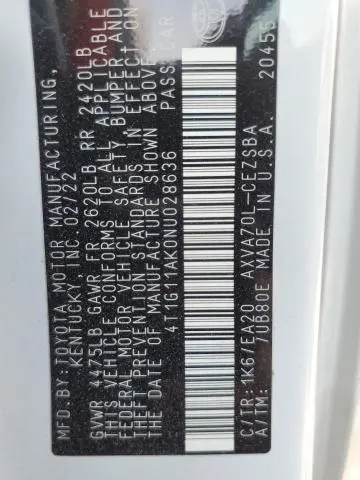 MFD.BY:TOYOTA MOTOR MANUFACTURING,
KENTUCKY INC. 02/22
GVWR 4475LB GAWR FR 2620LB RR 2420LB
THIS VEHICLE CONFORMS TO ALL APPLICABLE
FEDERAL MOTOR VEHICLE SAFETY, BUMPER, AND
THEFT PREVENTION STANDARDS IN EFFECT ON
THE DATE OF MANUFACTURE SHOWN ABOVE.
4T1G11AK0NU028636 PASS CAR
C/TR:1K6/EA20 AXVA70L-CEZSBA
A/TM: 7UB80E MADE IN U.S.A. 20455